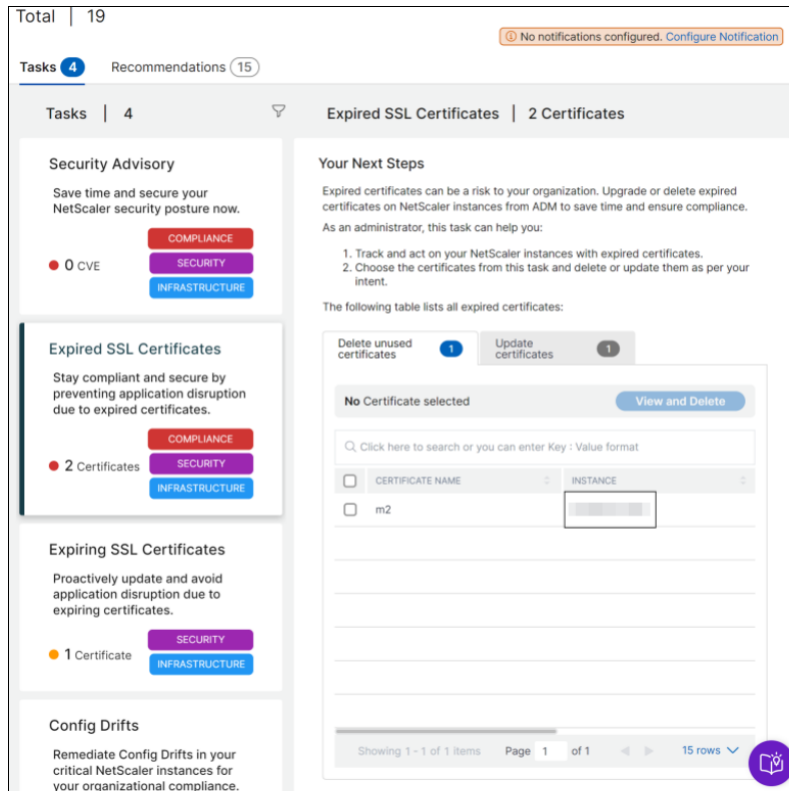 Total | 19
No notifications configured. Configure Notification
Tasks 4 Recommendations 15
Tasks | 4
Security Advisory
Save time and secure your
NetScaler security posture now.
COMPLIANCE
0 CVE
SECURITY
INFRASTRUCTURE
Expired SSL Certificates
Stay compliant and secure by
preventing application disruption
due to expired certificates.
COMPLIANCE
2 Certificates
SECURITY
INFRASTRUCTURE
Expiring SSL Certificates
Proactively update and avoid
application disruption due to
expiring certificates.
SECURITY
1 Certificate
INFRASTRUCTURE
Config Drifts
Remediate Config Drifts in your
critical NetScaler instances for
your organizational compliance.
Expired SSL Certificates | 2 Certificates
Your Next Steps
Expired certificates can be a risk to your organization. Upgrade or delete expired
certificates on NetScaler instances from ADM to save time and ensure compliance.
As an administrator, this task can help you:
1. Track and act on your NetScaler instances with expired certificates.
2. Choose the certificates from this task and delete or update them as per your
intent.
The following table lists all expired certificates:
Delete unused
certificates
1
Update
certificates
1
No Certificate selected
View and Delete
Click here to search or you can enter Key : Value format
CERTIFICATE NAME INSTANCE
m2
Showing 1 - 1 of 1 items Page 1 of 1 15 rows